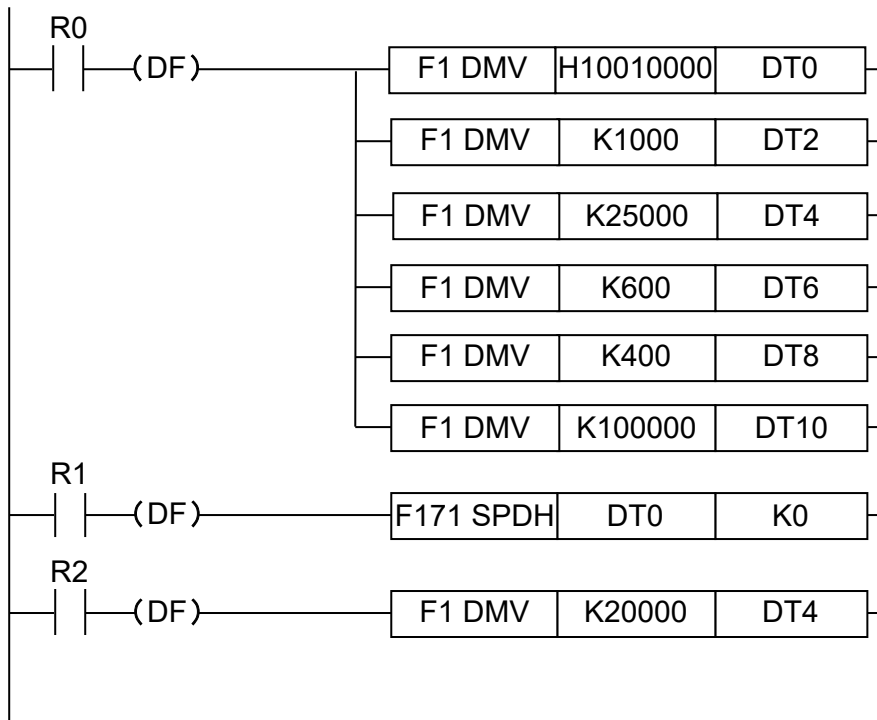 R0
(DF) F1 DMV H10010000 DT0
F1 DMV K1000 DT2
F1 DMV K25000 DT4
F1 DMV K600 DT6
F1 DMV K400 DT8
F1 DMV K100000 DT10
R1
(DF) F171 SPDH DT0 K0
R2
(DF) F1 DMV K20000 DT4